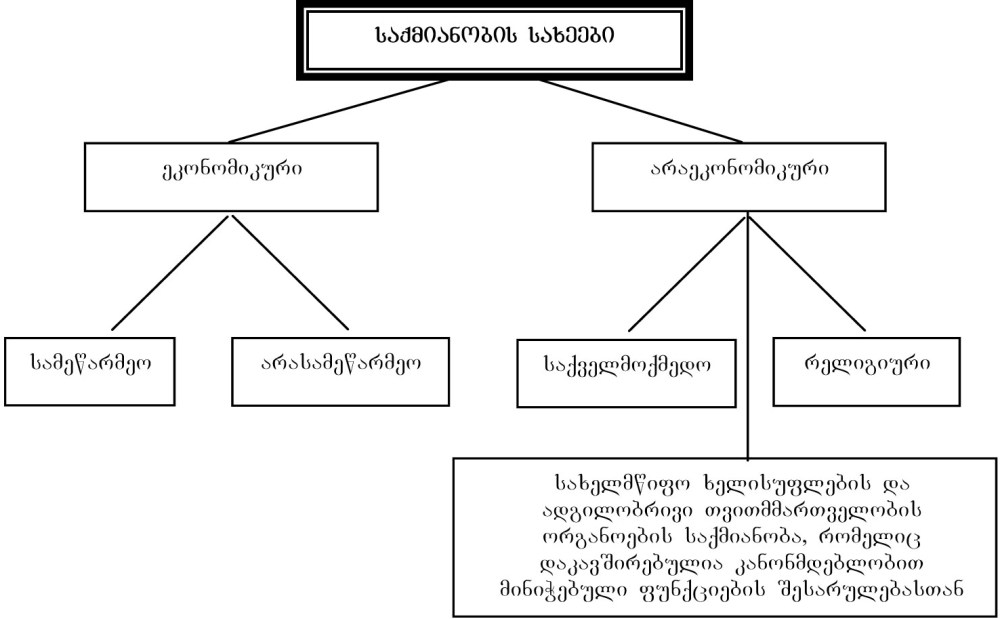 საქმიანობის სახეები
ეკონომიკური
არაეკონომიკური
სამეწარმეო
არასამეწარმეო
საქველმოქმედო
რელიგიური
სახელმწიფო ხელისუფლების და
ადგილობრივი თვითმმართველობის
ორგანოების საქმიანობა, რომელიც
დაკავშირებულია კანონმდებლობით
მინიჭებული ფუნქციების შესარულებასთან